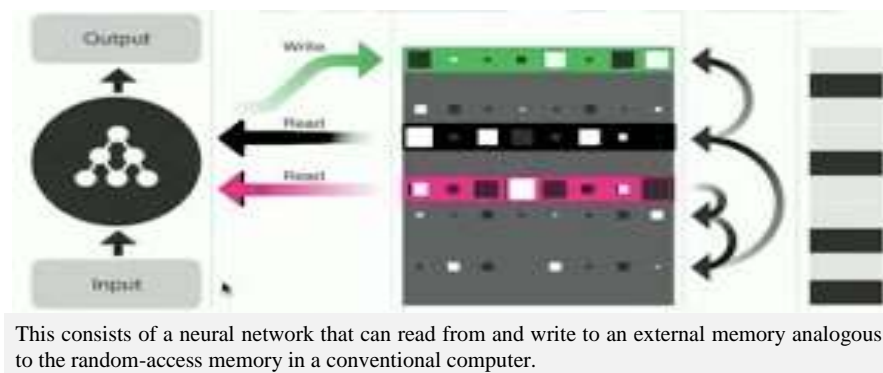 Output
Write
Read
Read
Input
This consists of a neural network that can read from and write to an external memory analogous
to the random-access memory in a conventional computer.